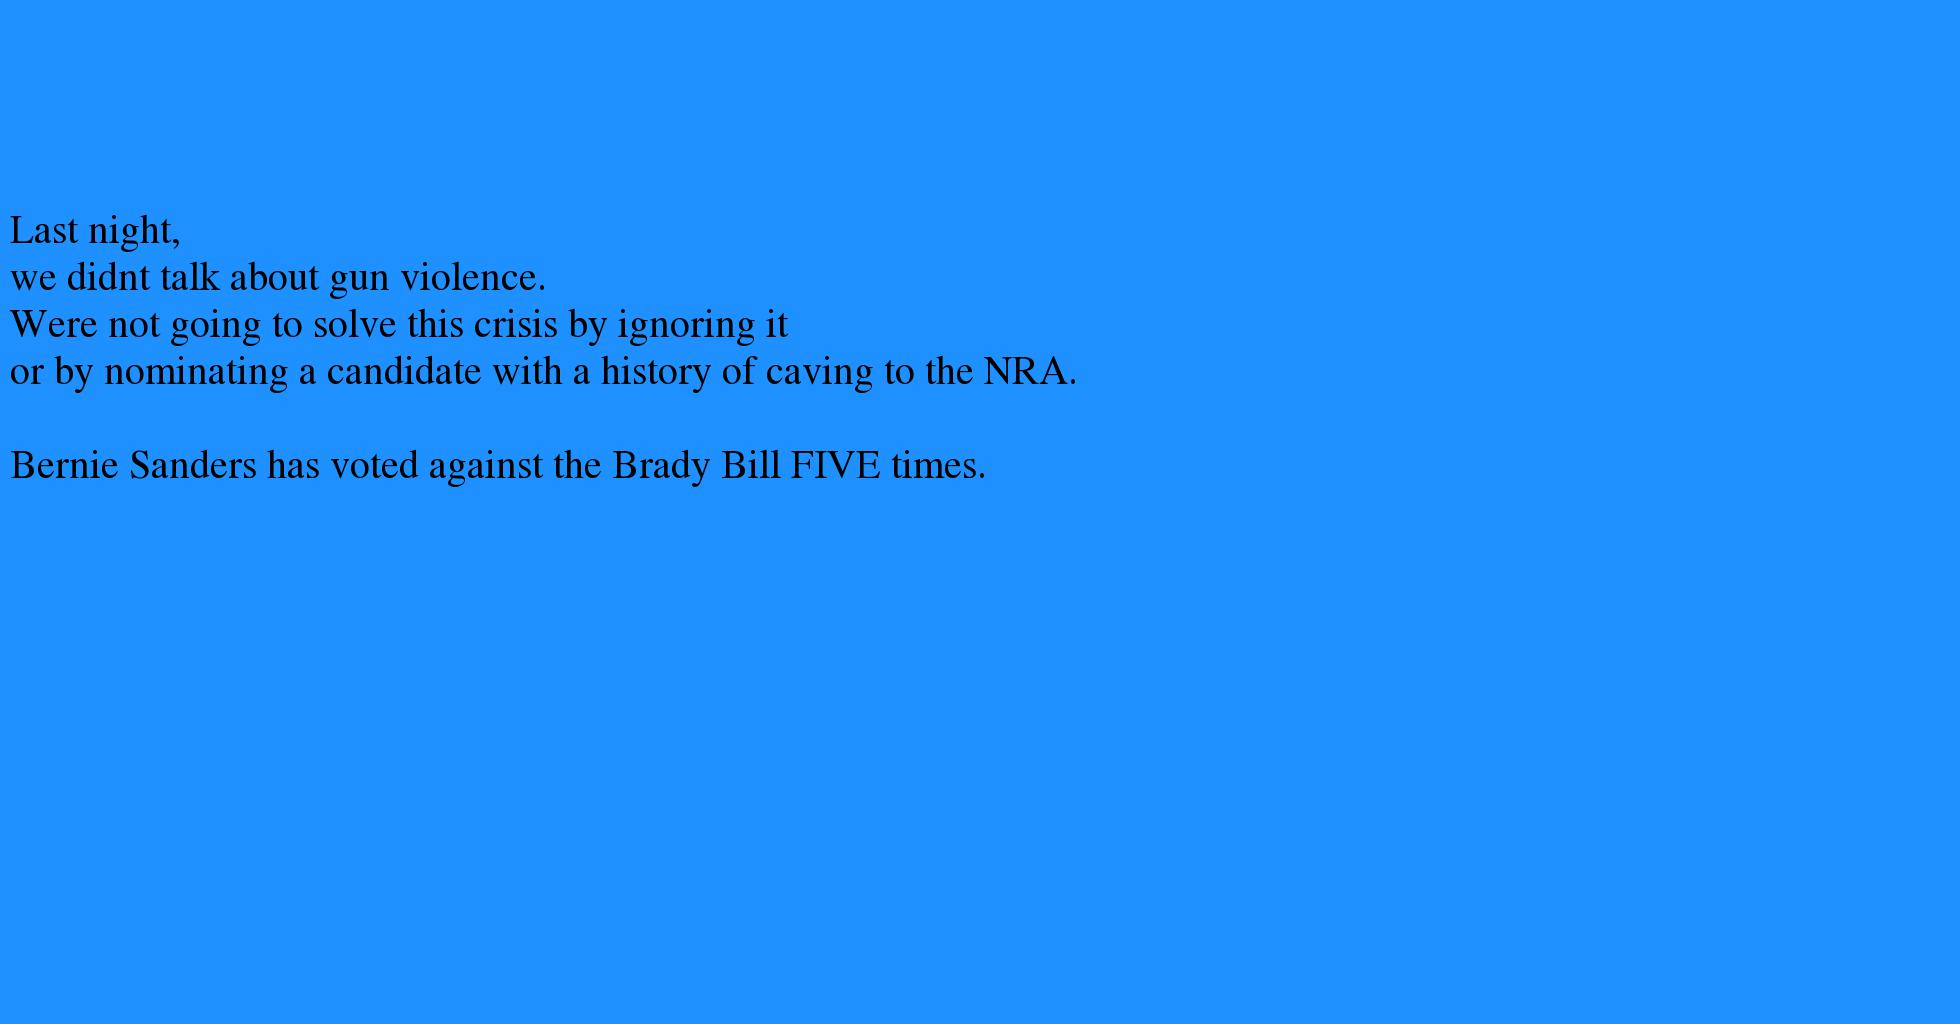 Last night,
we didnt talk about gun violence.
Were not going to solve this crisis by ignoring it
or by nominating a candidate with a history of caving to the NRA.
Bernie Sanders has voted against the Brady Bill FIVE times.